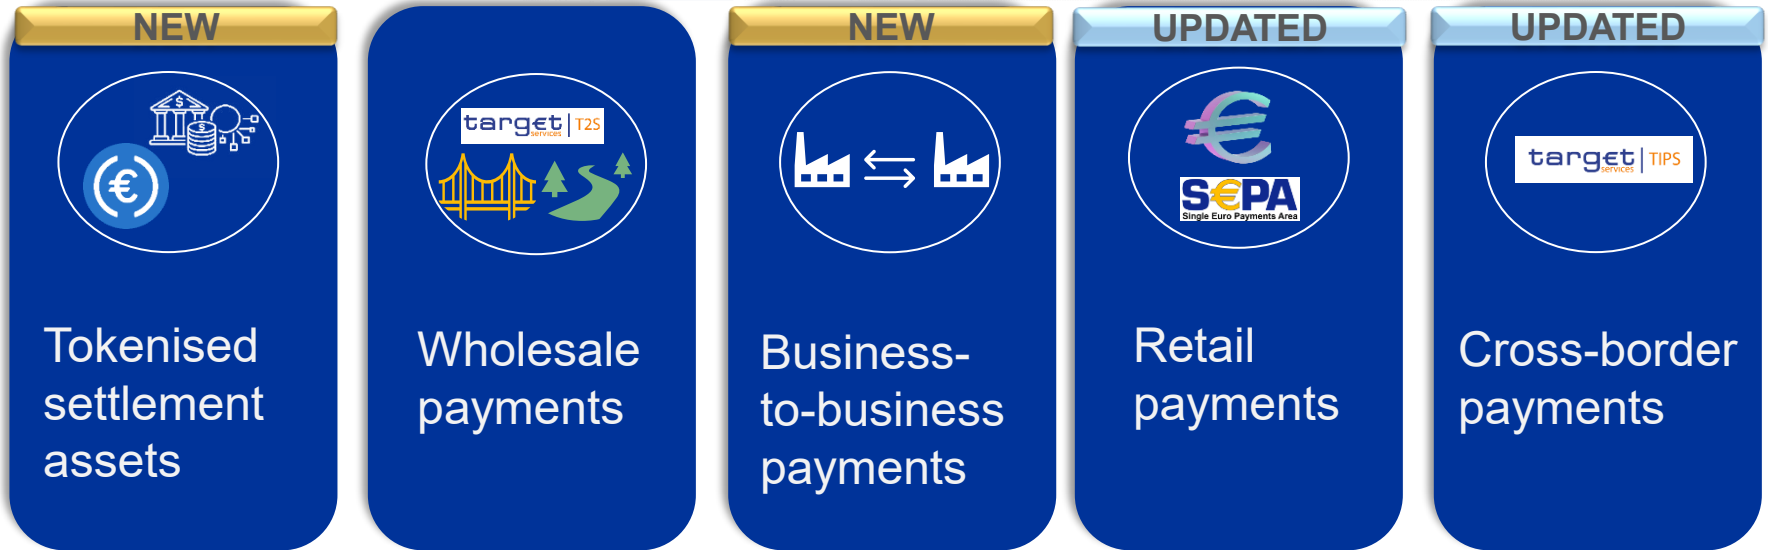 NEW
target | T2S
services
Wholesale
payments
Tokenised
settlement
assets
NEW
Business-
to-business
payments
UPDATED
S€PA
Single Euro Payments Area
Retail
payments
UPDATED
target | TIPS
services
Cross-border
payments